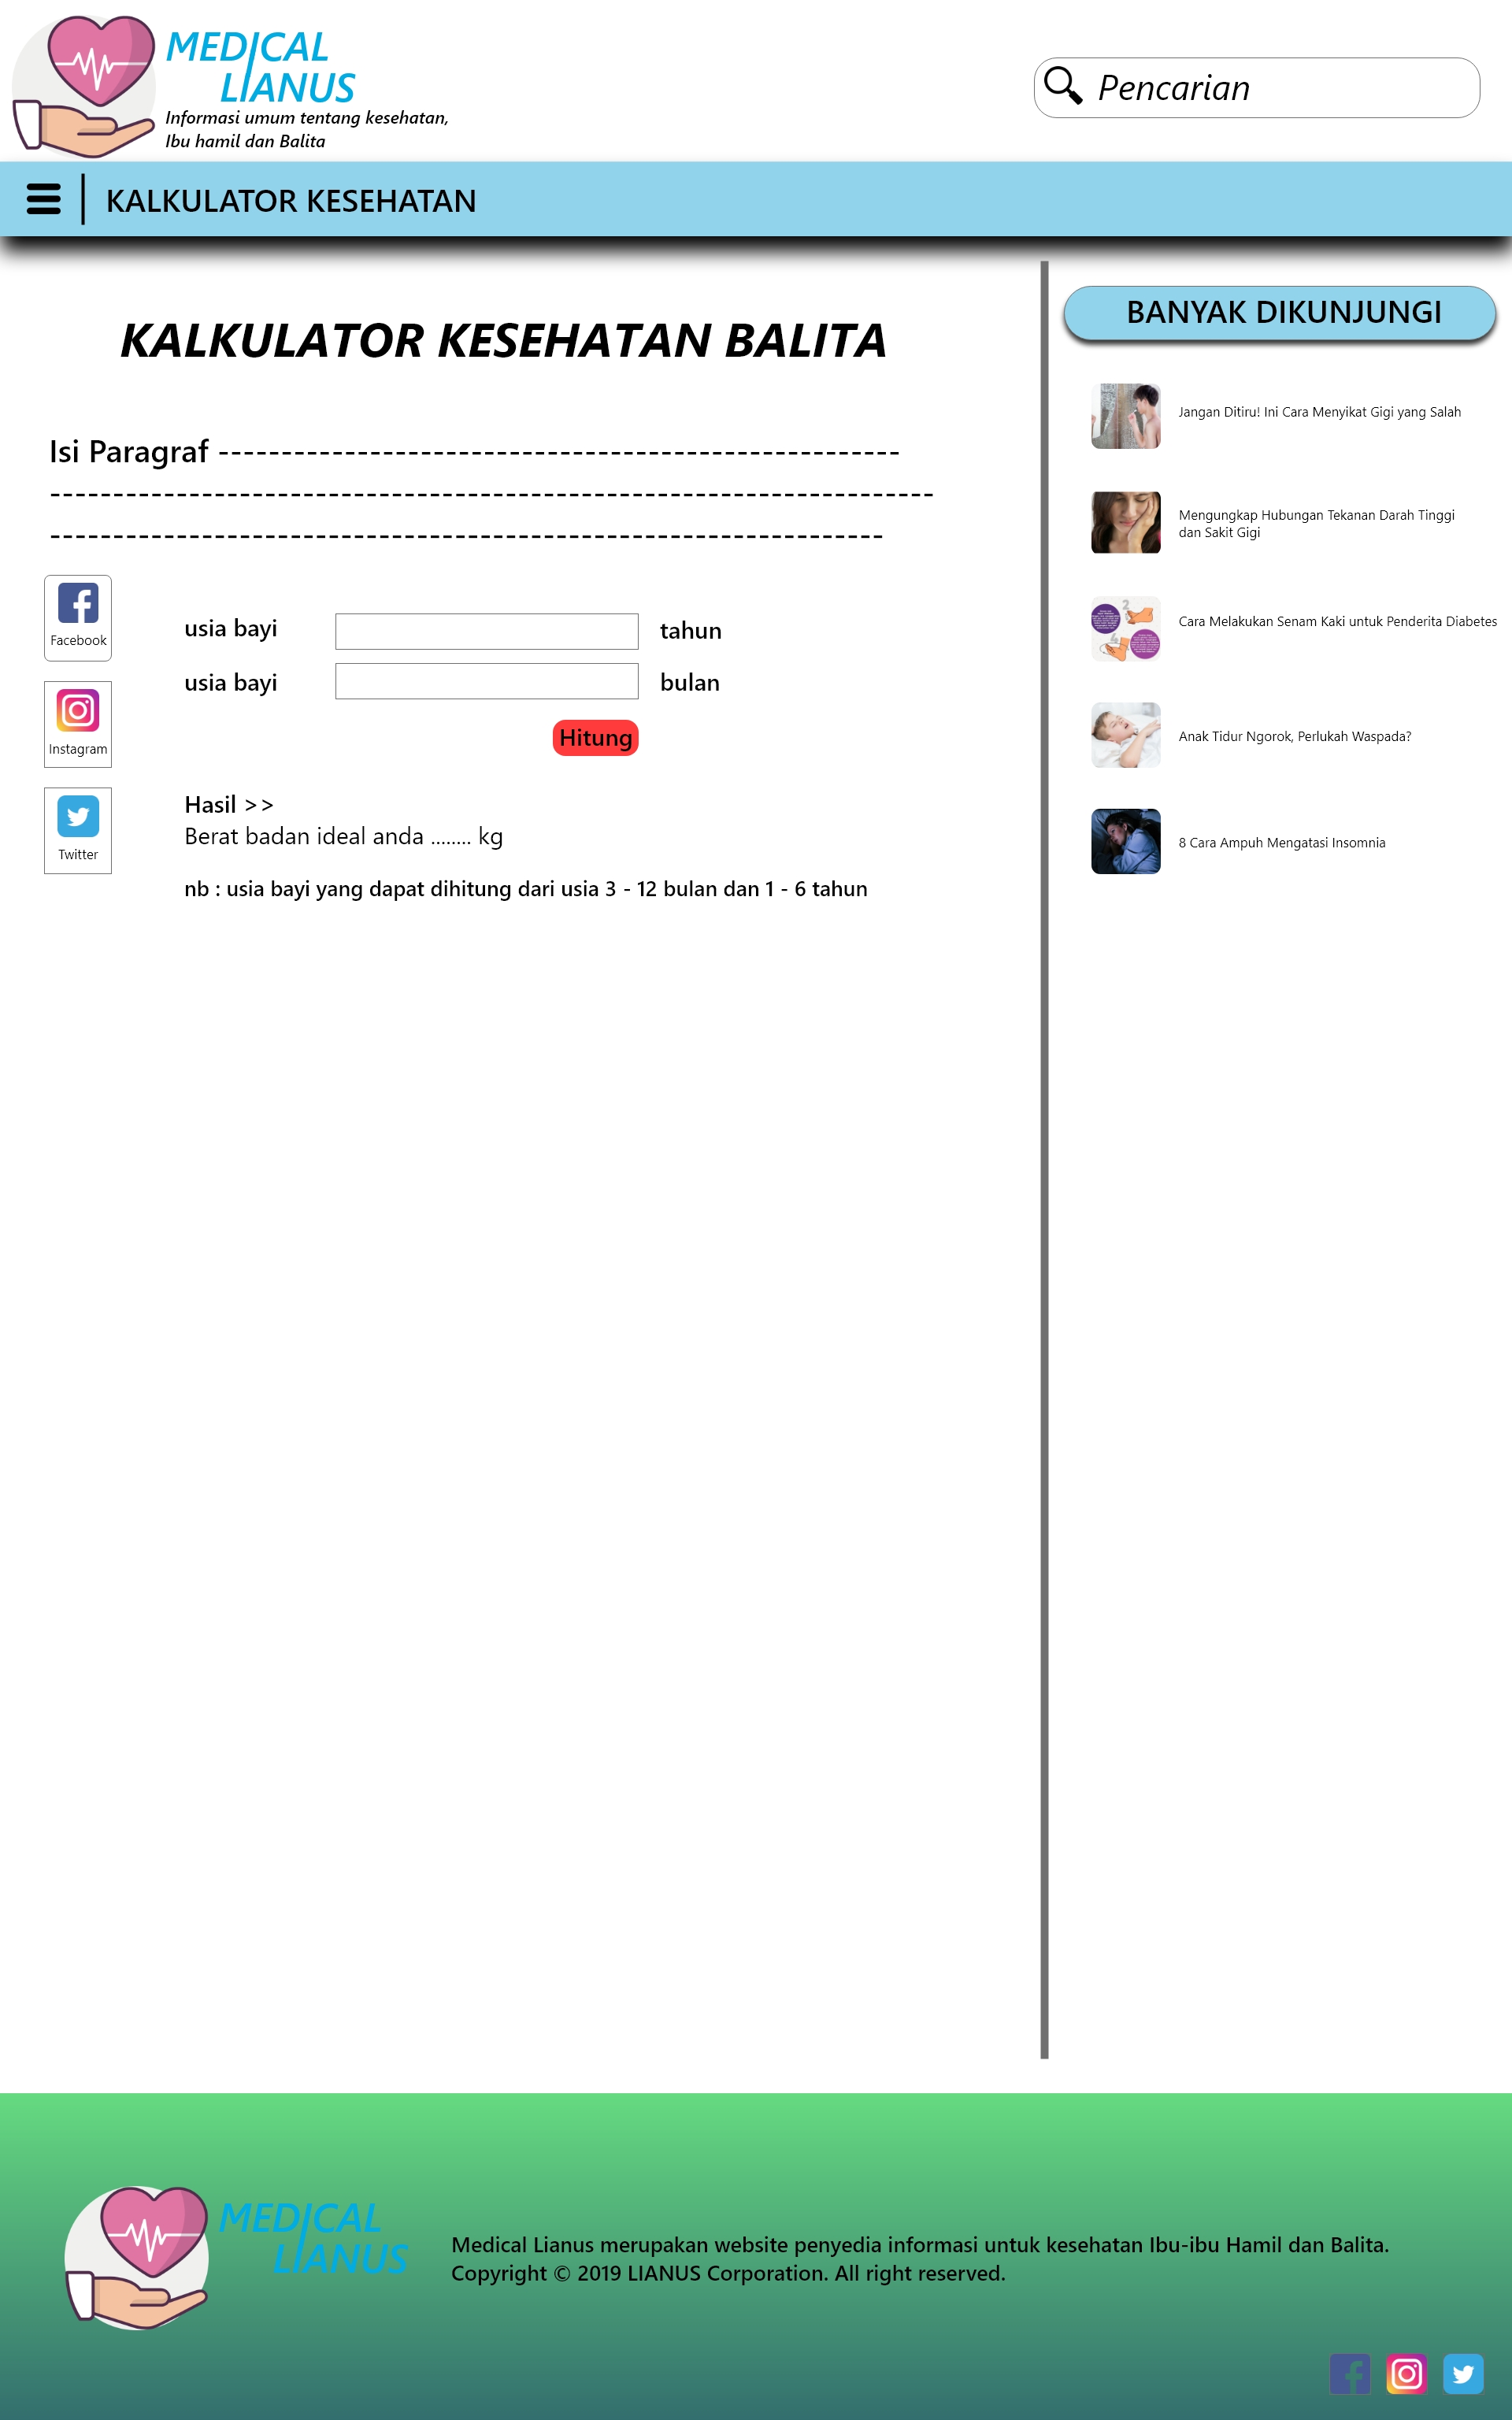 MEDICAL
LIANUS
Informasi umum tentang kesehatan,
Ibu hamil dan Balita
Pencarian
KALKULATOR KESEHATAN
KALKULATOR KESEHATAN BALITA
Isi Paragraf ------------------------------------------------------
----------------------------------------------------------------------
------------------------------------------------------------------
Facebook
Instagram
Twitter
usia bayi tahun
usia bayi bulan
Hitung
Hasil >>
Berat badan ideal anda ........ kg
nb : usia bayi yang dapat dihitung dari usia 3 - 12 bulan dan 1 - 6 tahun
BANYAK DIKUNJUNGI
Jangan Ditiru! Ini Cara Menyikat Gigi yang Salah
Mengungkap Hubungan Tekanan Darah Tinggi
dan Sakit Gigi
Cara Melakukan Senam Kaki untuk Penderita Diabetes
Anak Tidur Ngorok, Perlukah Waspada?
8 Cara Ampuh Mengatasi Insomnia
MEDICAL
LIANUS
Medical Lianus merupakan website penyedia informasi untuk kesehatan Ibu-ibu Hamil dan Balita.
Copyright © 2019 LIANUS Corporation. All right reserved.